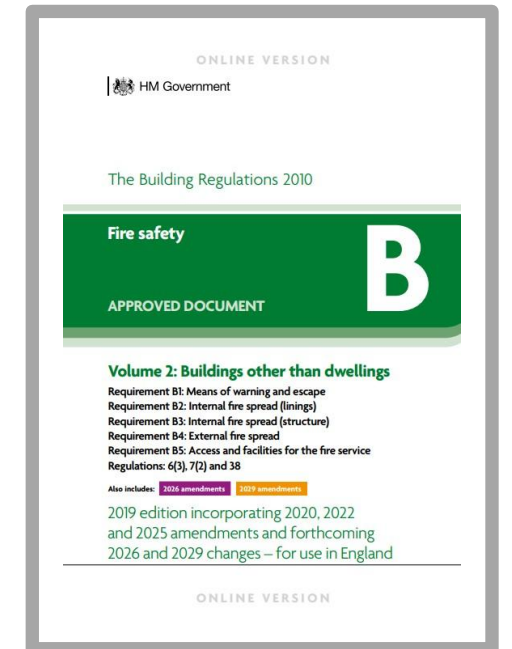 ONLINE VERSION
HM Government
The Building Regulations 2010
Fire safety
B
APPROVED DOCUMENT
Volume 2: Buildings other than dwellings
Requirement B1: Means of warning and escape
Requirement B2: Internal fire spread (linings)
Requirement B3: Internal fire spread (structure)
Requirement B4: External fire spread
Requirement B5: Access and facilities for the fire service
Regulations: 6(3), 7(2) and 38
Also includes: 2026 amendments 2029 amendments
2019 edition incorporating 2020, 2022
and 2025 amendments and forthcoming
2026 and 2029 changes – for use in England
ONLINE VERSION